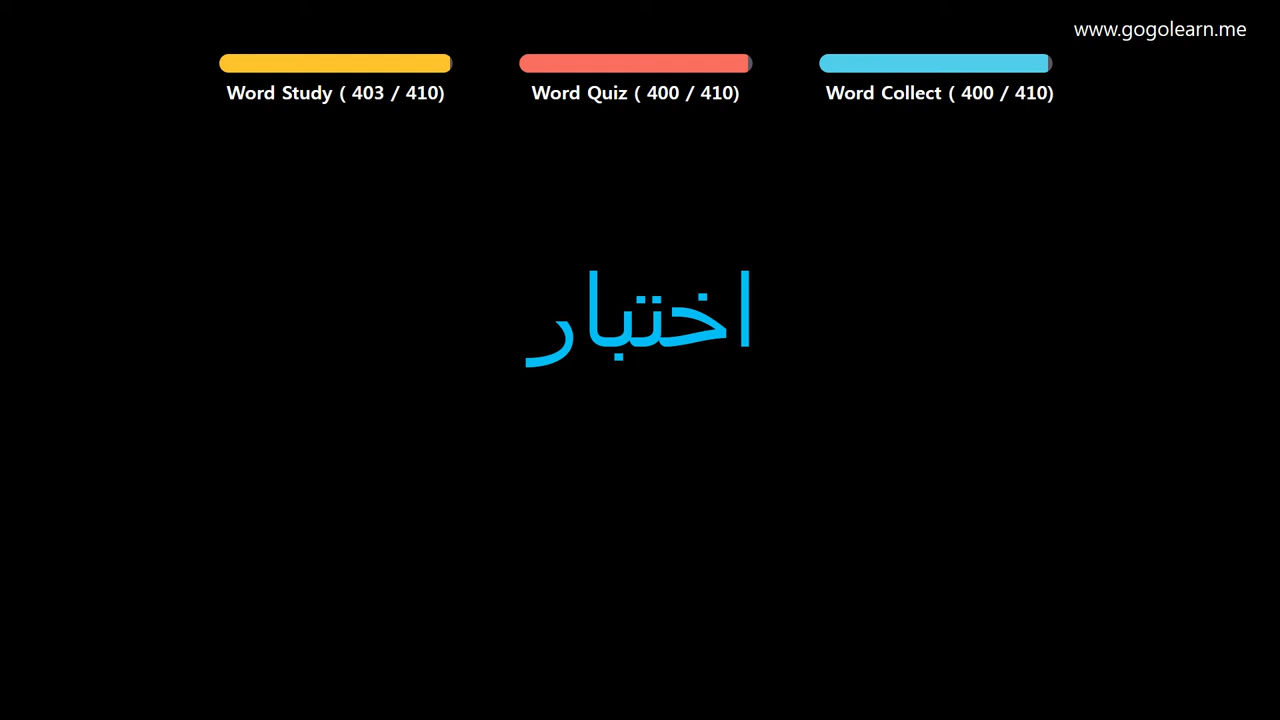 www.gogolearn.me
Word Study ( 403 / 410)
Word Quiz ( 400 / 410)
Word Collect ( 400 / 410)
اختبار